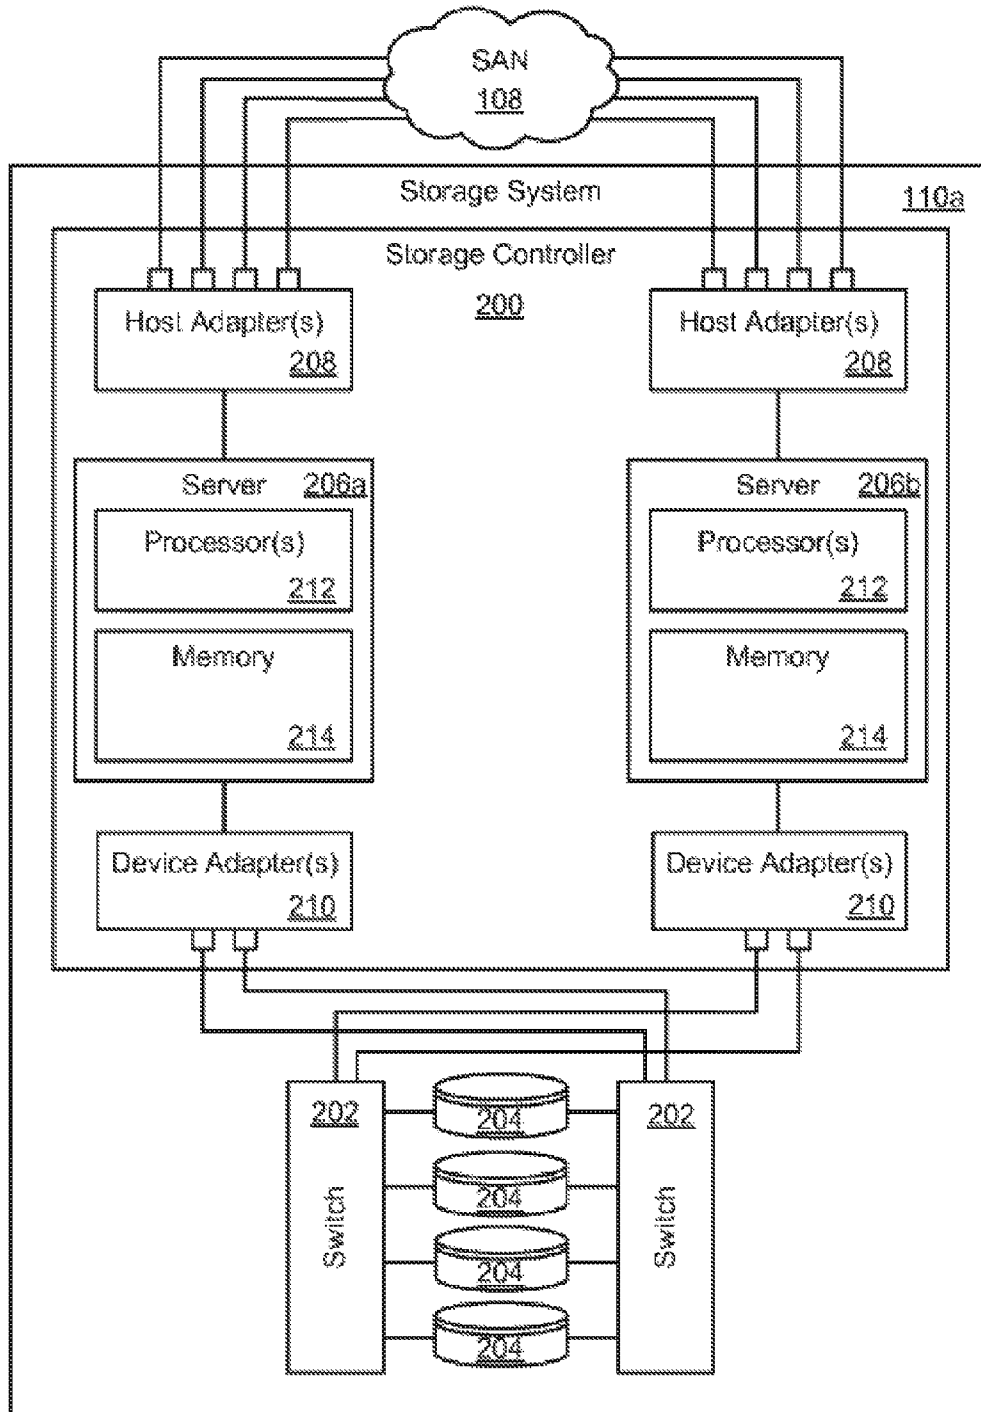 SAN
108
Storage System
110a
Storage Controller
200
Host Adapter(s)
208
Host Adapter(s)
208
Server 206a
Processor(s)
212
Memory
214
Server 206b
Processor(s)
212
Memory
214
Device Adapter(s)
210
Device Adapter(s)
210
202
Switch
204
204
204
204
202
Switch